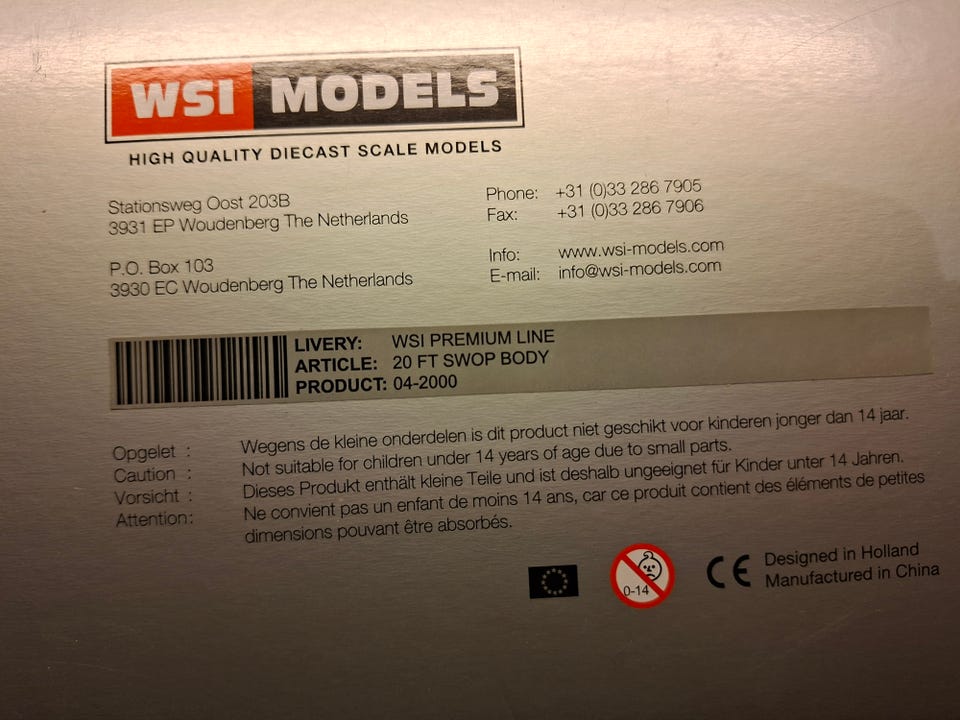 WSI MODELS
HIGH QUALITY DIECAST SCALE MODELS
Stationsweg Oost 203B
3931 EP Woudenberg The Netherlands
P.O. Box 103
3930 EC Woudenberg The Netherlands
Phone: +31 (0)33 286 7905
Fax: +31 (0)33 286 7906
Info: www.wsi-models.com
E-mail: info@wsi-models.com
LIVERY: WSI PREMIUM LINE
ARTICLE: 20 FT SWOP BODY
PRODUCT: 04-2000
Opgelet : Wegens de kleine onderdelen is dit product niet geschikt voor kinderen jonger dan 14 jaar.
Caution : Not suitable for children under 14 years of age due to small parts.
Vorsicht : Dieses Produkt enthält kleine Teile und ist deshalb ungeeignet für Kinder unter 14 Jahren.
Attention: Ne convient pas un enfant de moins 14 ans, car ce produit contient des éléments de petites
dimensions pouvant être absorbés.
0-14
CE
Designed in Holland
Manufactured in China